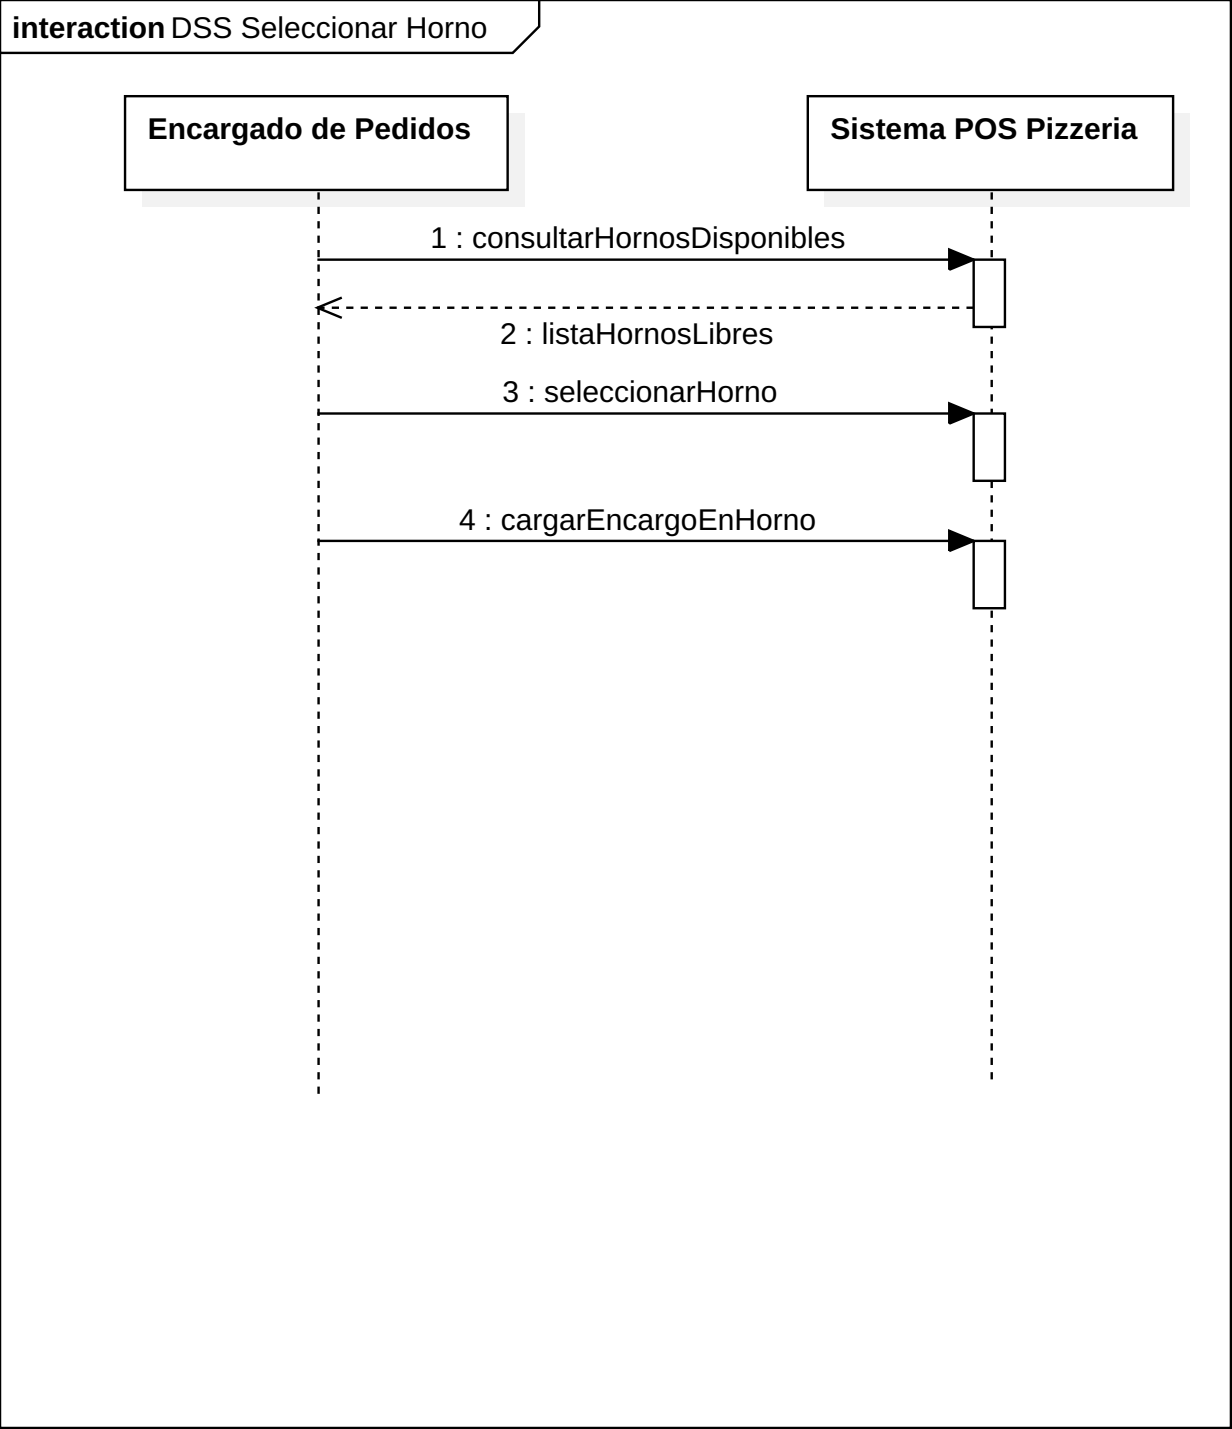 interaction DSS Seleccionar Horno
Encargado de Pedidos
Sistema POS Pizzeria
1 : consultarHornosDisponibles
2 : listaHornosLibres
3 : seleccionarHorno
4 : cargarEncargoEnHorno